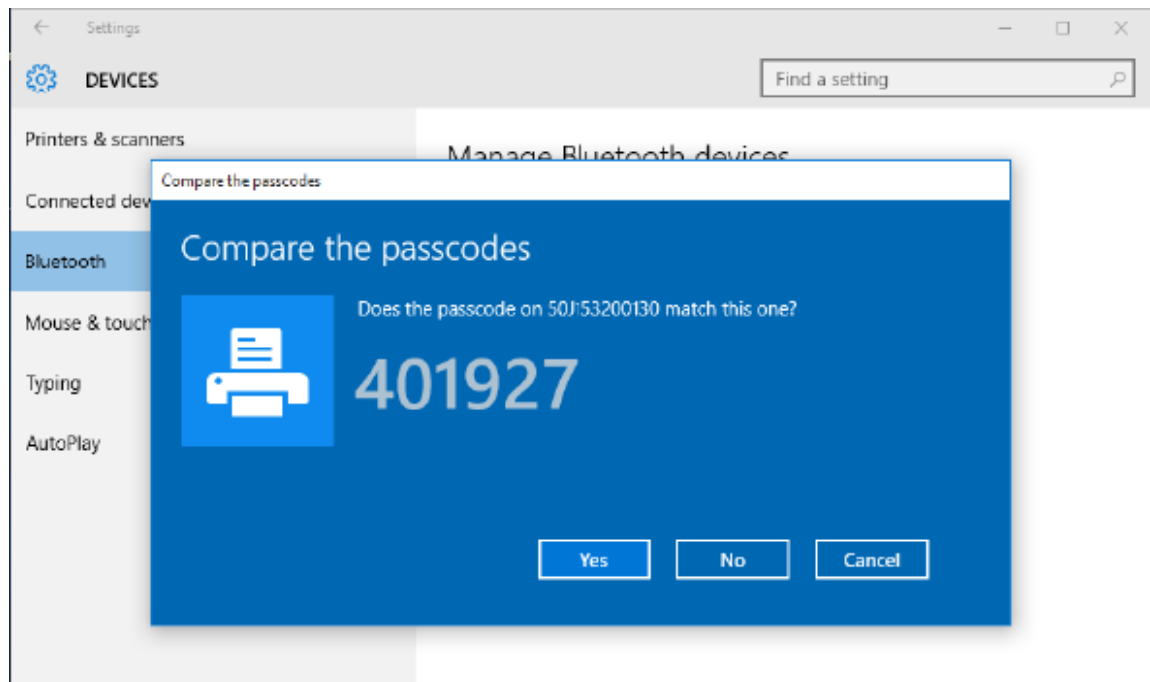 Settings
DEVICES
Find a setting
Printers & scanners
Manage Bluetooth devices
Compare the passcodes
Connected dev
Compare the passcodes
Bluetooth
Does the passcode on 50J153200130 match this one?
Mouse & touch
401927
Typing
AutoPlay
Yes
No
Cancel